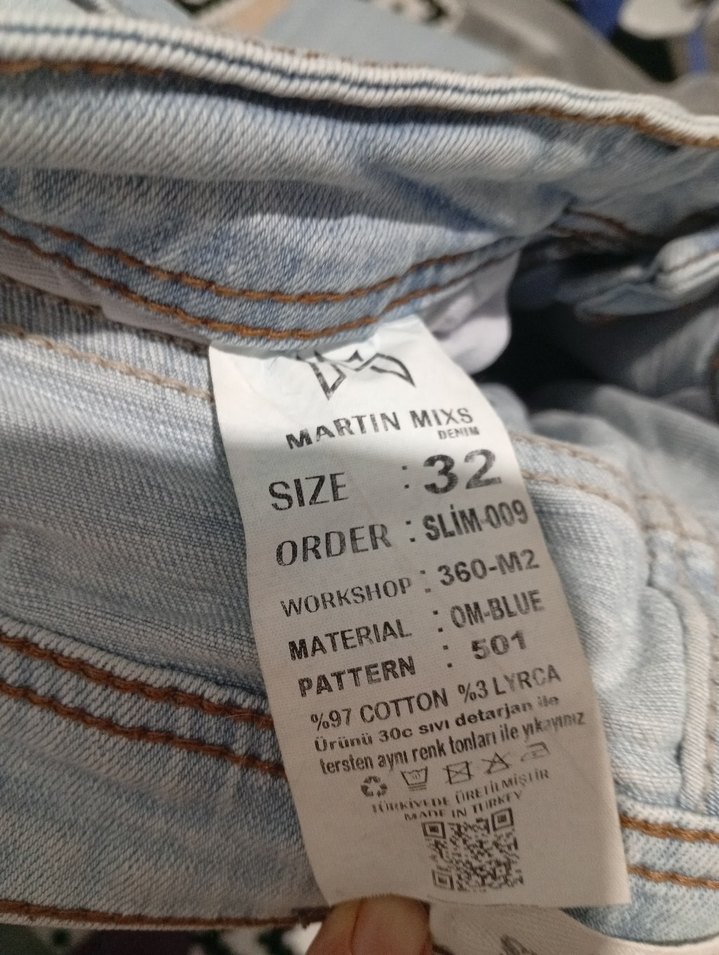 MARTIN MIXS
DENIM
SIZE : 32
ORDER : SLİM-009
WORKSHOP : 360-M2
MATERIAL : OM-BLUE
PATTERN : 501
%97 COTTON %3 LYRCA
Ürünü 30c sıvı detarjan ile
tersten aynı renk tonları ile yıkayınız
TÜRKİYEDE ÜRETİLMİŞTİR
MADE IN TURKEY